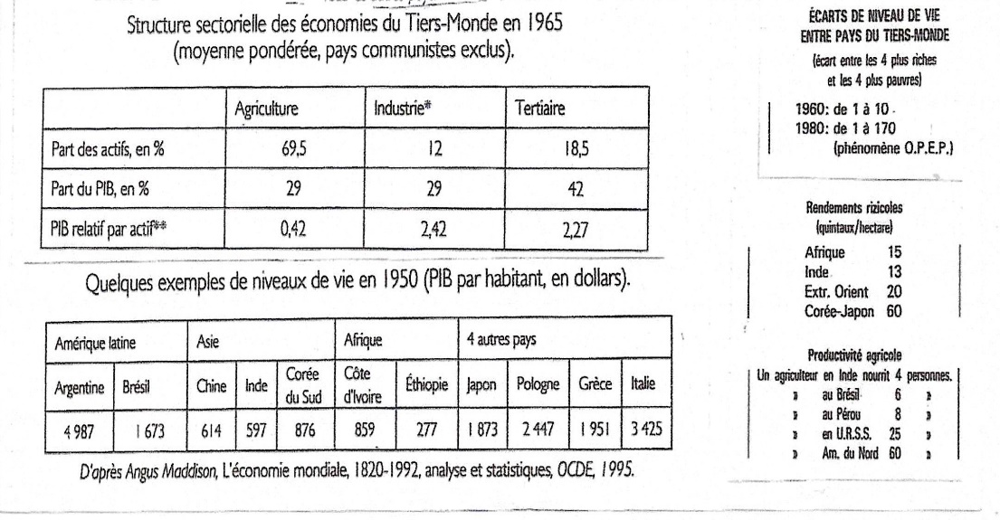 Structure sectorielle des économies du Tiers-Monde en 1965
(moyenne pondérée, pays communistes exclus).
Agriculture Industrie* Tertiaire
Part des actifs, en % 69,5 12 18,5
Part du PIB, en % 29 29 42
PIB relatif par actif** 0,42 2,42 2,27
Quelques exemples de niveaux de vie en 1950 (PIB par habitant, en dollars).
Amérique latine Asie Afrique 4 autres pays
Argentine Brésil Chine Inde Corée du Sud Côte d'Ivoire Éthiopie Japon Pologne Grèce Italie
4 987 1 673 614 597 876 859 277 1 873 2 447 1 951 3 425
D'après Angus Maddison, L'économie mondiale, 1820-1992, analyse et statistiques, OCDE, 1995.
ÉCARTS DE NIVEAU DE VIE
ENTRE PAYS DU TIERS-MONDE
(écart entre les 4 plus riches
et les 4 plus pauvres)
1960: de 1 à 10
1980: de 1 à 170
(phénomène O.P.E.P.)
Rendements rizicoles
(quintaux/hectare)
Afrique 15
Inde 13
Extr. Orient 20
Corée-Japon 60
Productivité agricole
Un agriculteur en Inde nourrit 4 personnes.
» au Brésil 6 »
» au Pérou 8 »
» en U.R.S.S. 25 »
» Am. du Nord 60 »